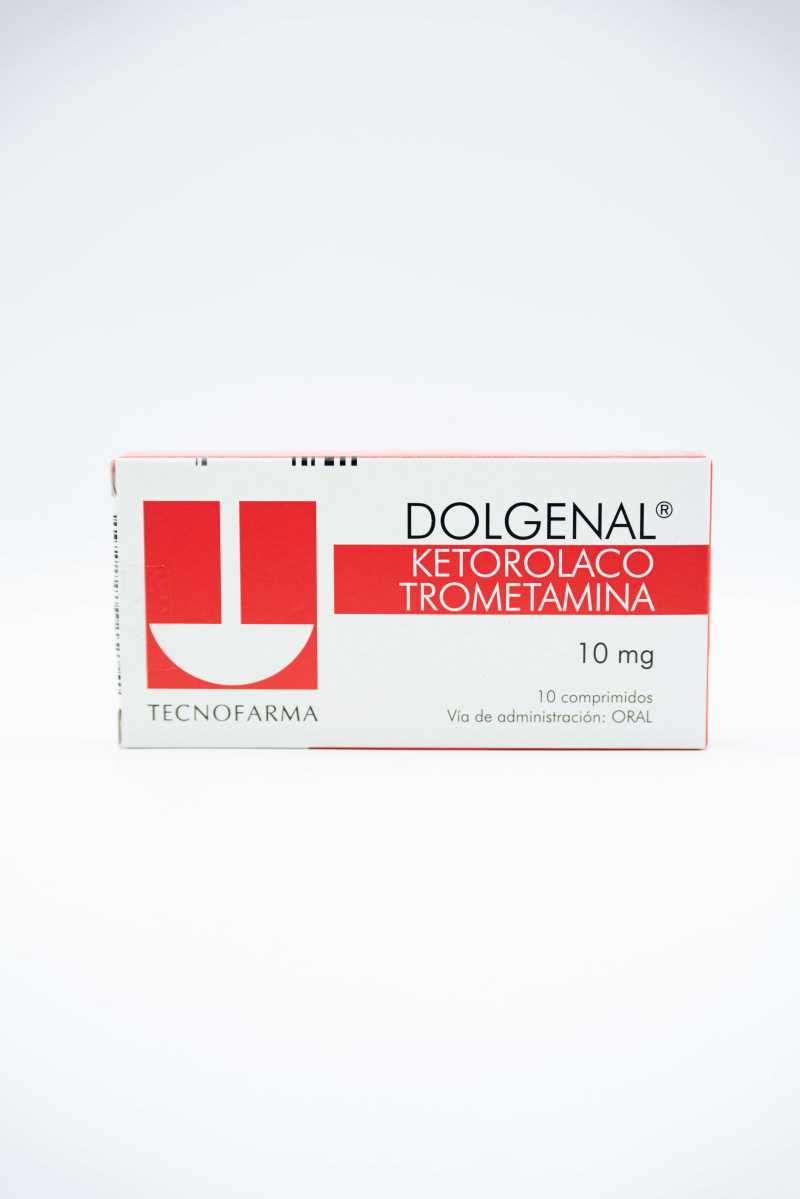 DOLGENAL®
KETOROLACO
TROMETAMINA
10 mg
10 comprimidos
Vía de administración: ORAL
TECNOFARMA